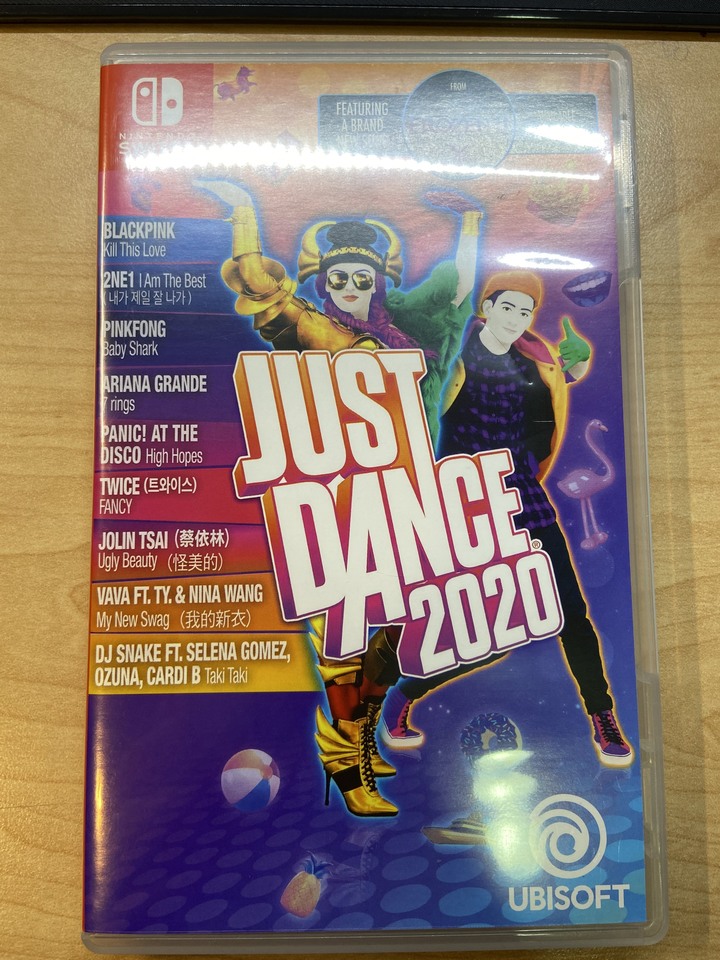 NINTENDO
FROM
FEATURING
A BRAND
BLACKPINK
Kill This Love
2NE1 I Am The Best
(내가 제일 잘 나가)
PINKFONG
Baby Shark
ARIANA GRANDE
7 rings
PANIC! AT THE
DISCO High Hopes
TWICE (트와이스)
FANCY
JOLIN TSAI (蔡依林)
Ugly Beauty (怪美的)
VAVA FT. TY. & NINA WANG
My New Swag (我的新衣)
DJ SNAKE FT. SELENA GOMEZ,
OZUNA, CARDI B Taki Taki
JUST
DANCE®
2020
UBISOFT